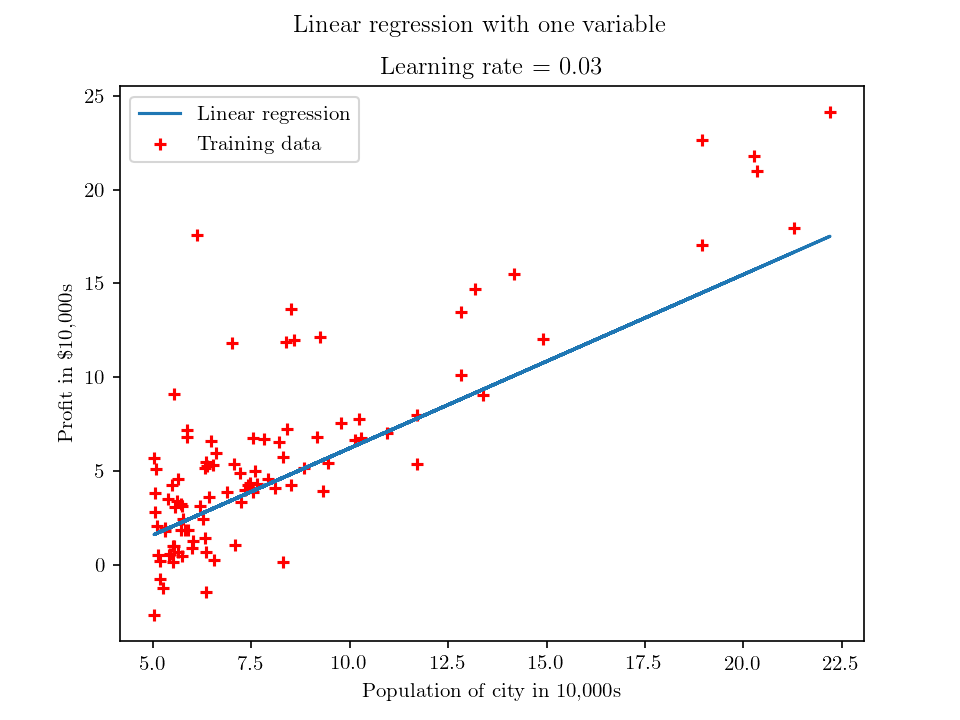 Linear regression with one variable
Learning rate = 0.03
25
20
15
10
5
0
Profit in $10,000s
Linear regression
Training data
5.0 7.5 10.0 12.5 15.0 17.5 20.0 22.5
Population of city in 10,000s